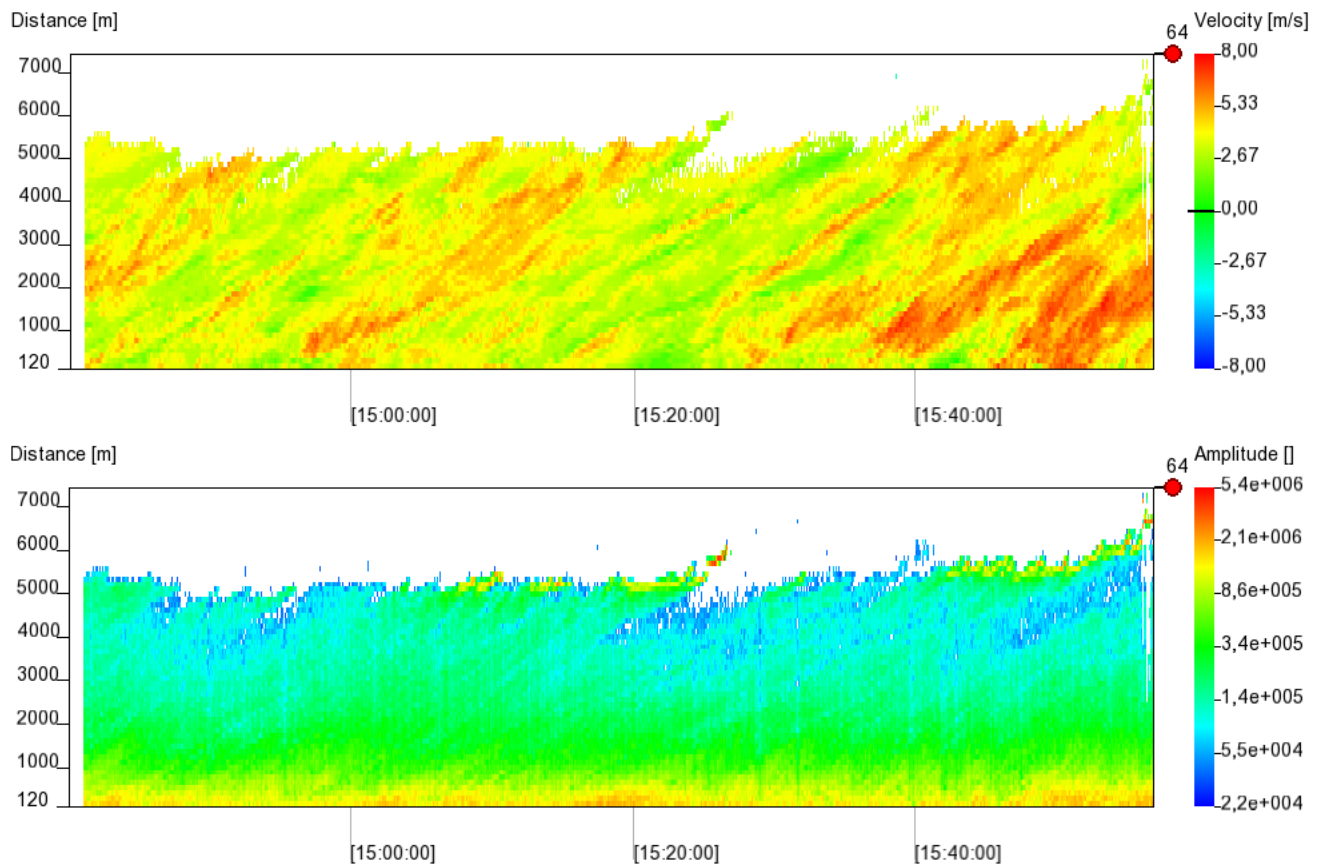 Distance [m]
64
Velocity [m/s]
7000
6000
5000
4000
3000
2000
1000
120
8,00
5,33
2,67
0,00
-2,67
-5,33
-8,00
[15:00:00]
[15:20:00]
[15:40:00]
Distance [m]
64
Amplitude []
7000
6000
5000
4000
3000
2000
1000
120
5,4e+006
2,1e+006
8,6e+005
3,4e+005
1,4e+005
5,5e+004
2,2e+004
[15:00:00]
[15:20:00]
[15:40:00]